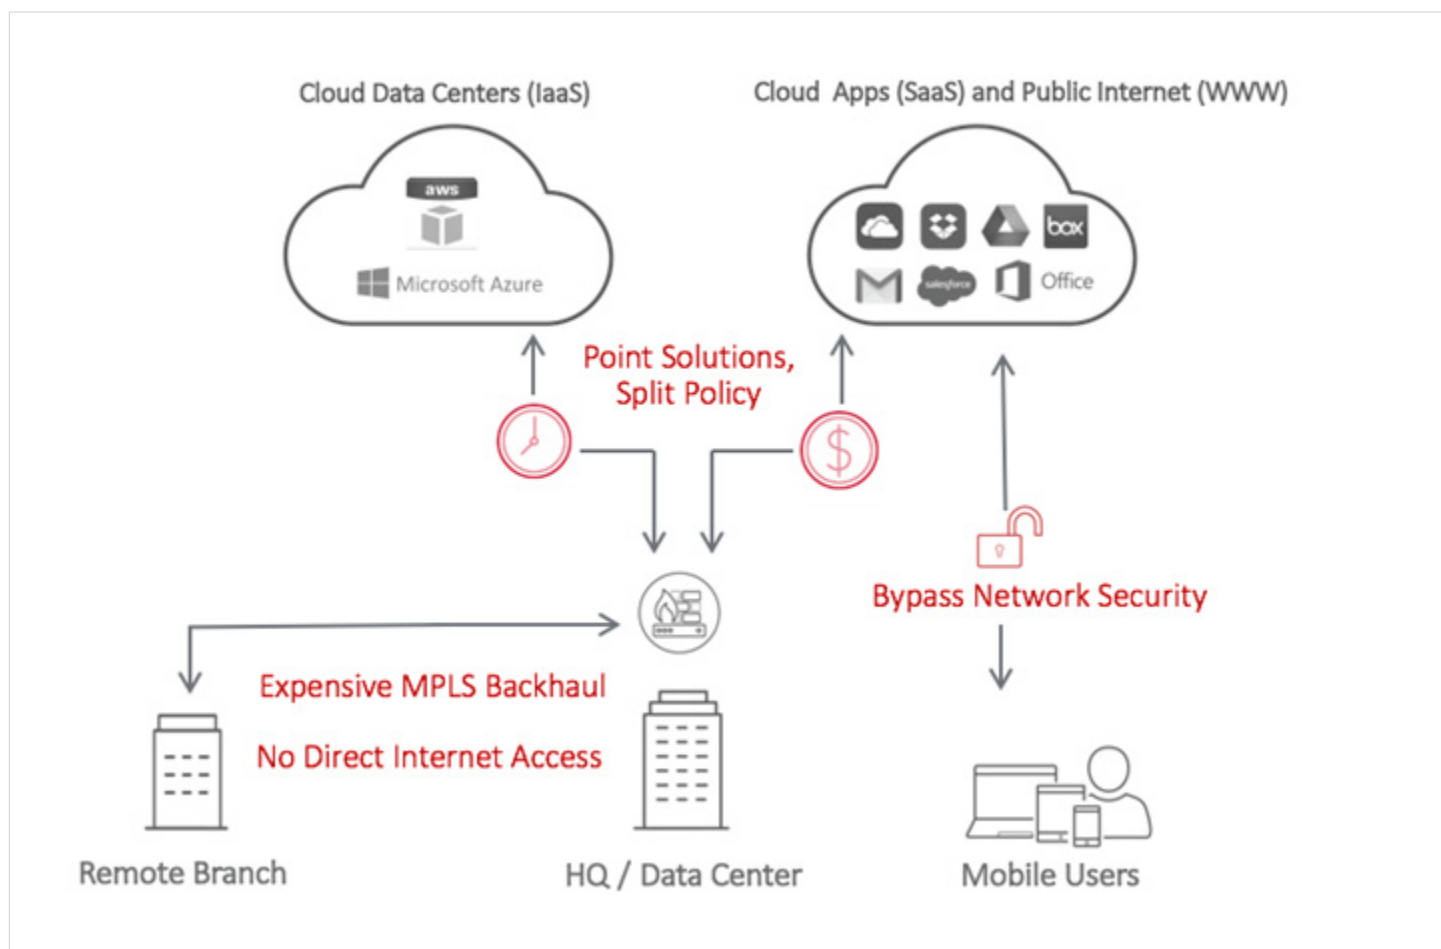 Cloud Data Centers (IaaS)
Cloud Apps (SaaS) and Public Internet (WWW)
aws
Microsoft Azure
box
salesforce
Office
Point Solutions,
Split Policy
$
Bypass Network Security
Expensive MPLS Backhaul
No Direct Internet Access
Remote Branch
HQ / Data Center
Mobile Users